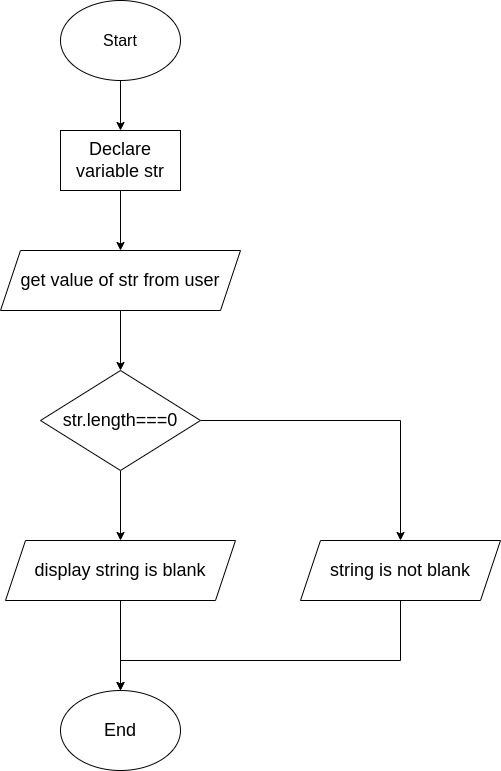 Start
Declare
variable str
get value of str from user
str.length===0
display string is blank
string is not blank
End